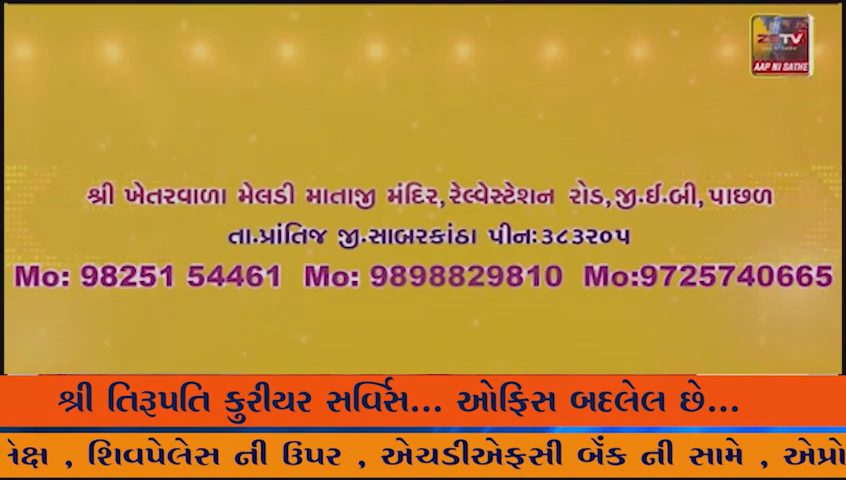 ZSTV
AAP NI SATHE
શ્રી ખેતરવાળા મેલડી માતાજી મંદિર,રેલ્વેસ્ટેશન રોડ,જી.ઈ.બી,પાછળ
તા.પ્રાંતિજ જી.સાબરકાંઠા પીનઃ૩૮૩૨૦૫
Mo: 98251 54461 Mo: 9898829810 Mo:9725740665
શ્રી તિરૂપતિ કુરીયર સર્વિસ... ઓફિસ બદલેલ છે...
, શિવપેલેસ ની ઉપર , એચડીએફસી બેંક ની સામે ,